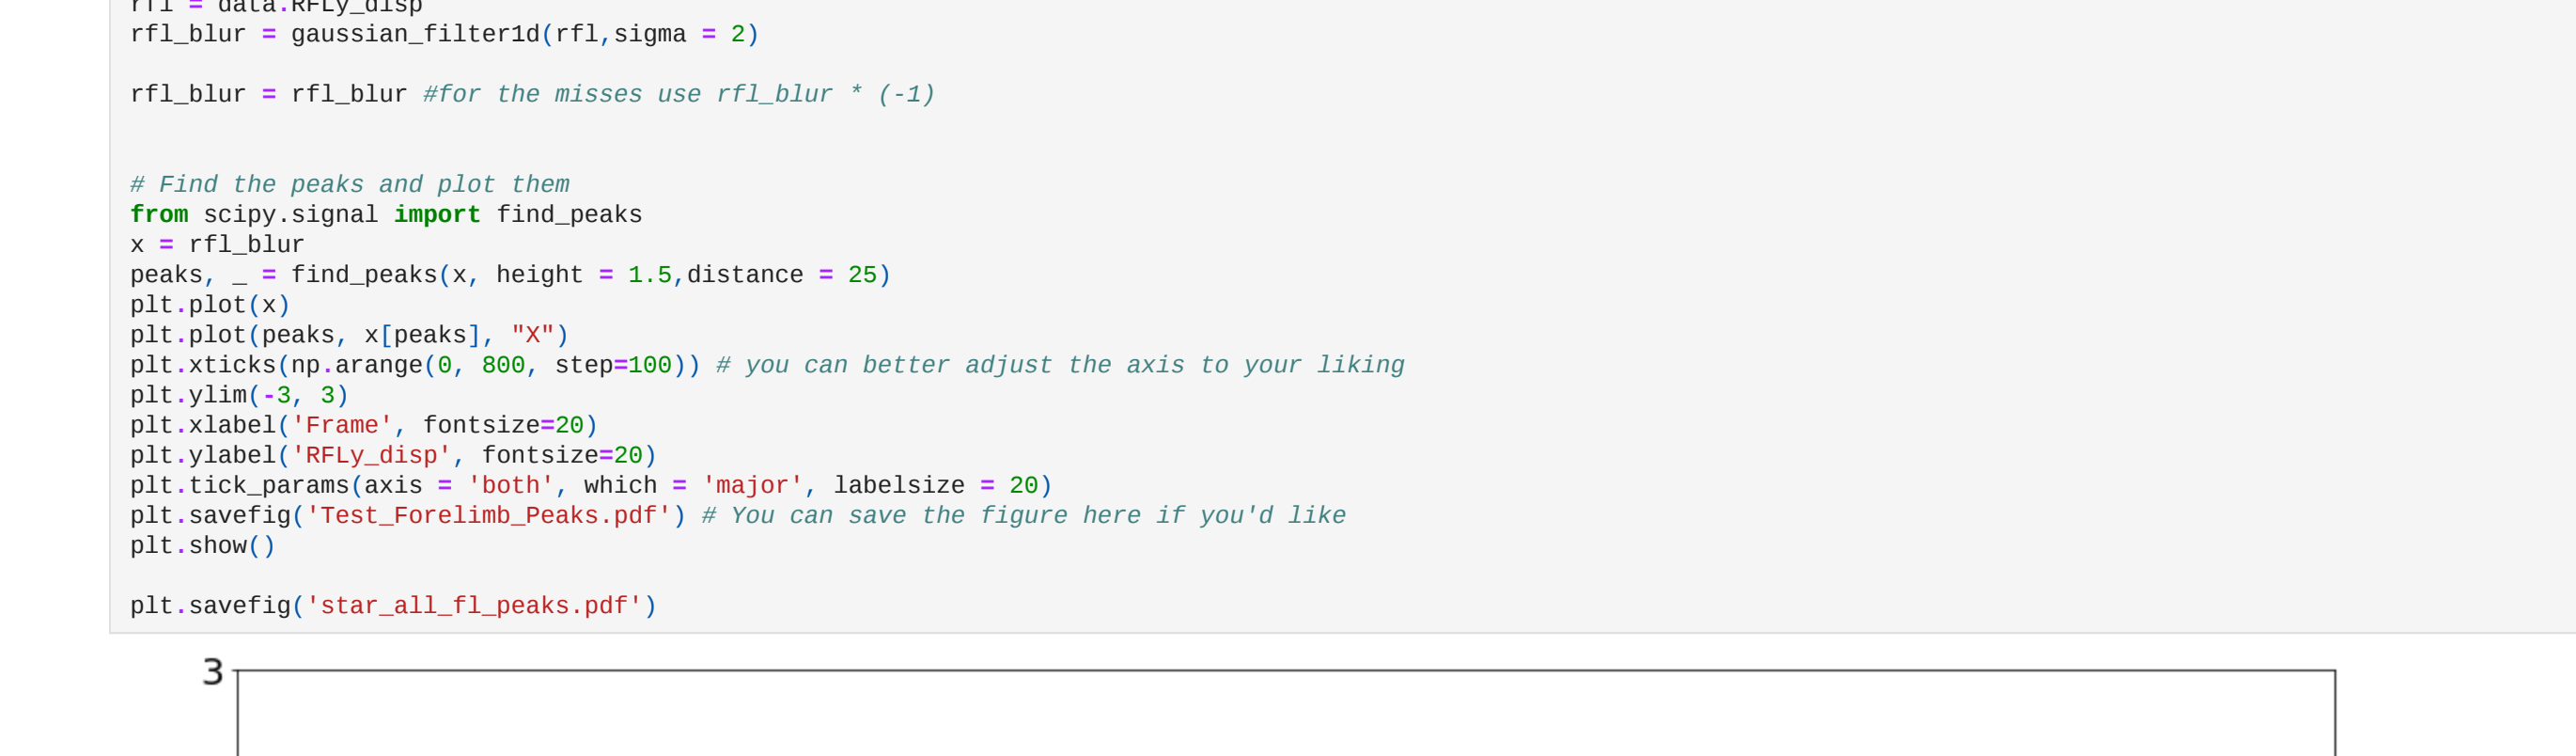 rfl = data.RFLy_disp
rfl_blur = gaussian_filter1d(rfl,sigma = 2)
rfl_blur = rfl_blur #for the misses use rfl_blur * (-1)
# Find the peaks and plot them
from scipy.signal import find_peaks
x = rfl_blur
peaks, _ = find_peaks(x, height = 1.5,distance = 25)
plt.plot(x)
plt.plot(peaks, x[peaks], "X")
plt.xticks(np.arange(0, 800, step=100)) # you can better adjust the axis to your liking
plt.ylim(-3, 3)
plt.xlabel('Frame', fontsize=20)
plt.ylabel('RFLy_disp', fontsize=20)
plt.tick_params(axis = 'both', which = 'major', labelsize = 20)
plt.savefig('Test_Forelimb_Peaks.pdf') # You can save the figure here if you'd like
plt.show()
plt.savefig('star_all_fl_peaks.pdf')
3